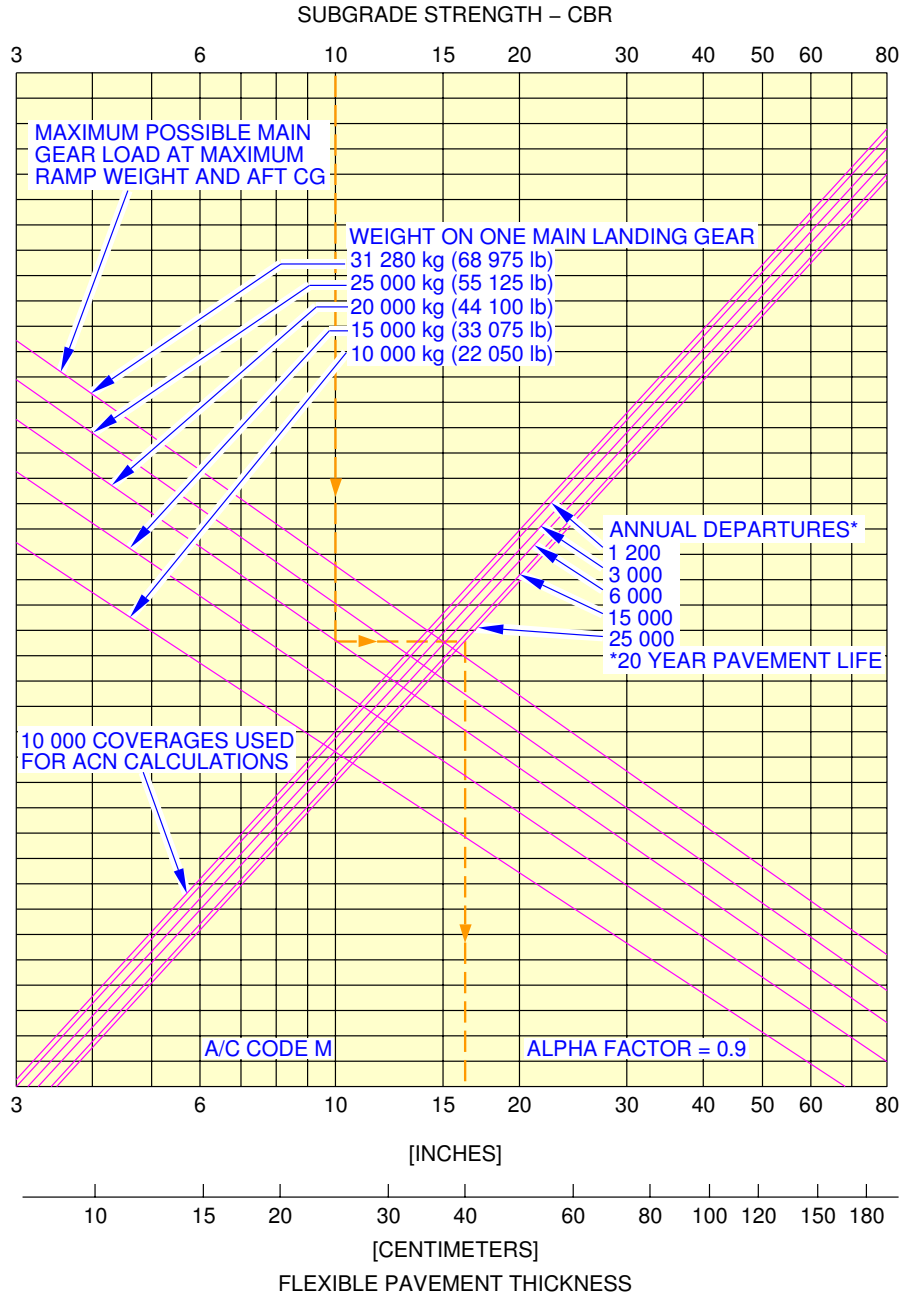 SUBGRADE STRENGTH – CBR
3 6 10 15 20 30 40 50 60 80
MAXIMUM POSSIBLE MAIN
GEAR LOAD AT MAXIMUM
RAMP WEIGHT AND AFT CG
WEIGHT ON ONE MAIN LANDING GEAR
31 280 kg (68 975 lb)
25 000 kg (55 125 lb)
20 000 kg (44 100 lb)
15 000 kg (33 075 lb)
10 000 kg (22 050 lb)
ANNUAL DEPARTURES*
1 200
3 000
6 000
15 000
25 000
*20 YEAR PAVEMENT LIFE
10 000 COVERAGES USED
FOR ACN CALCULATIONS
A/C CODE M
ALPHA FACTOR = 0.9
3 6 10 15 20 30 40 50 60 80
[INCHES]
10 15 20 30 40 60 80 100 120 150 180
[CENTIMETERS]
FLEXIBLE PAVEMENT THICKNESS